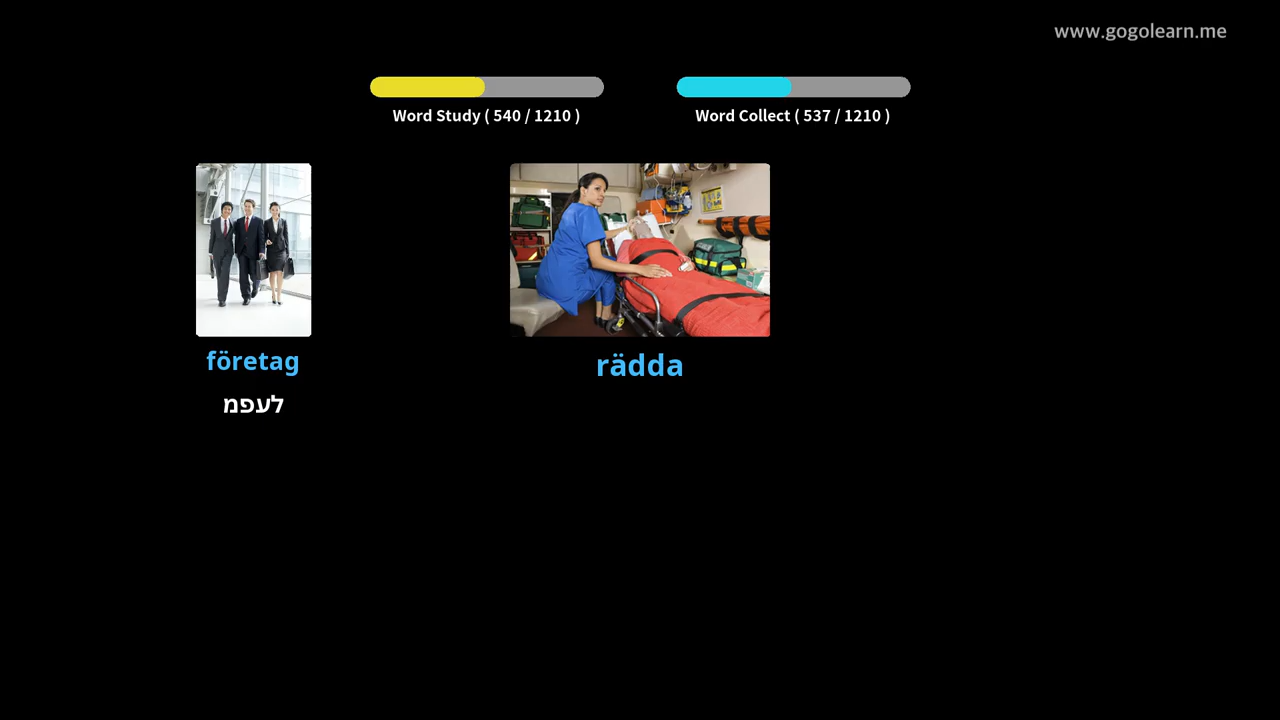 www.gogolearn.me
Word Study ( 540 / 1210 )
Word Collect ( 537 / 1210 )
företag
rädda
לעפמ